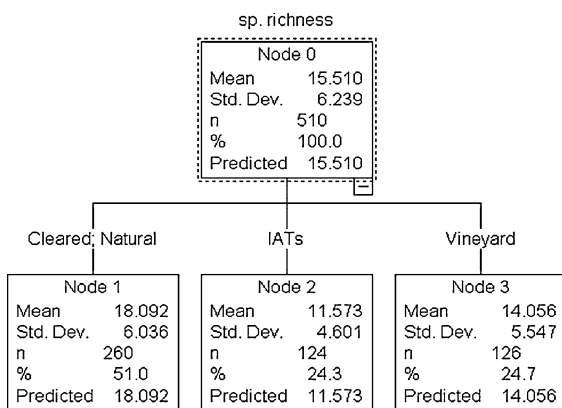 sp. richness
Node 0
Mean 15.510
Std. Dev. 6.239
n 510
% 100.0
Predicted 15.510
Cleared; Natural
IATs
Vineyard
Node 1
Mean 18.092
Std. Dev. 6.036
n 260
% 51.0
Predicted 18.092
Node 2
Mean 11.573
Std. Dev. 4.601
n 124
% 24.3
Predicted 11.573
Node 3
Mean 14.056
Std. Dev. 5.547
n 126
% 24.7
Predicted 14.056